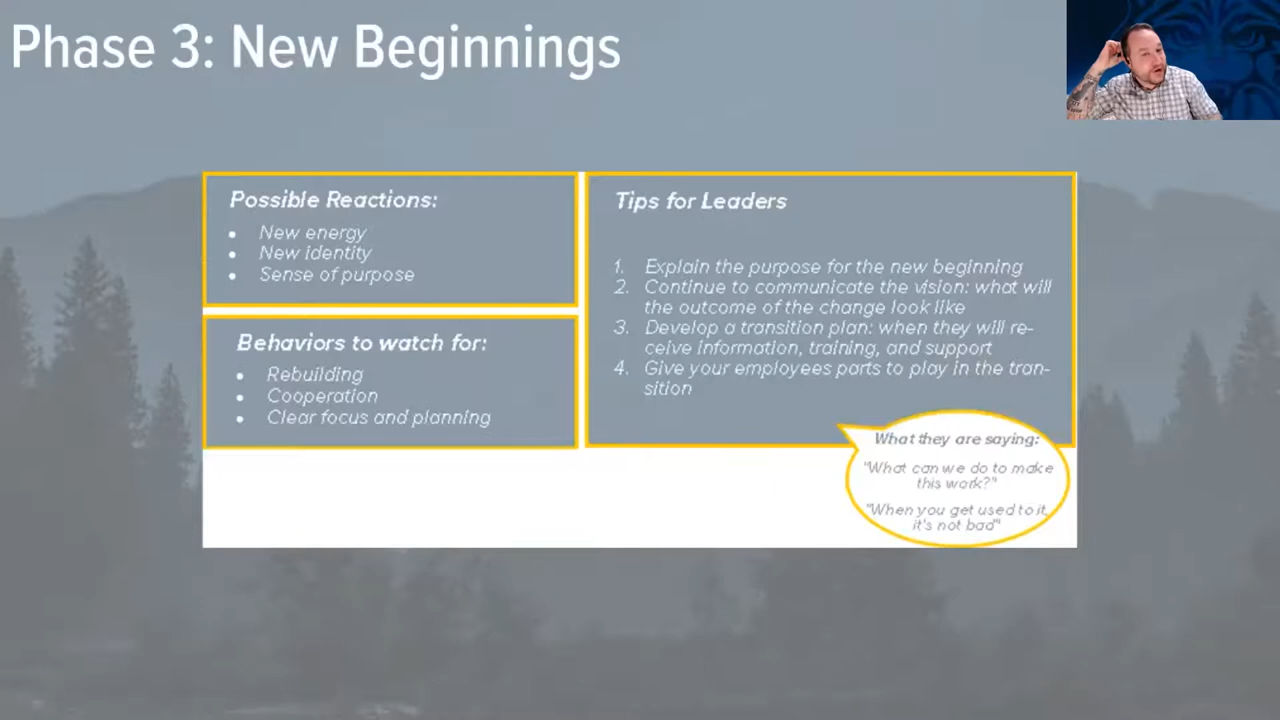 Phase 3: New Beginnings
Possible Reactions:
• New energy
• New identity
• Sense of purpose
Behaviors to watch for:
• Rebuilding
• Cooperation
• Clear focus and planning
Tips for Leaders
1. Explain the purpose for the new beginning
2. Continue to communicate the vision: what will
the outcome of the change look like
3. Develop a transition plan: when they will re-
ceive information, training, and support
4. Give your employees parts to play in the tran-
sition
What they are saying:
"What can we do to make
this work?"
"When you get used to it,
it's not bad"